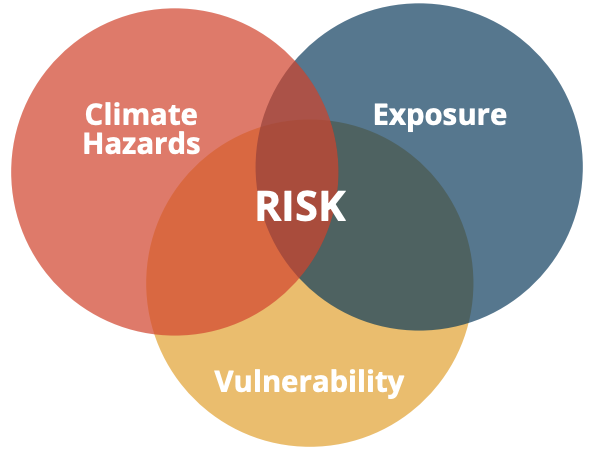 Climate
Hazards
Exposure
RISK
Vulnerability